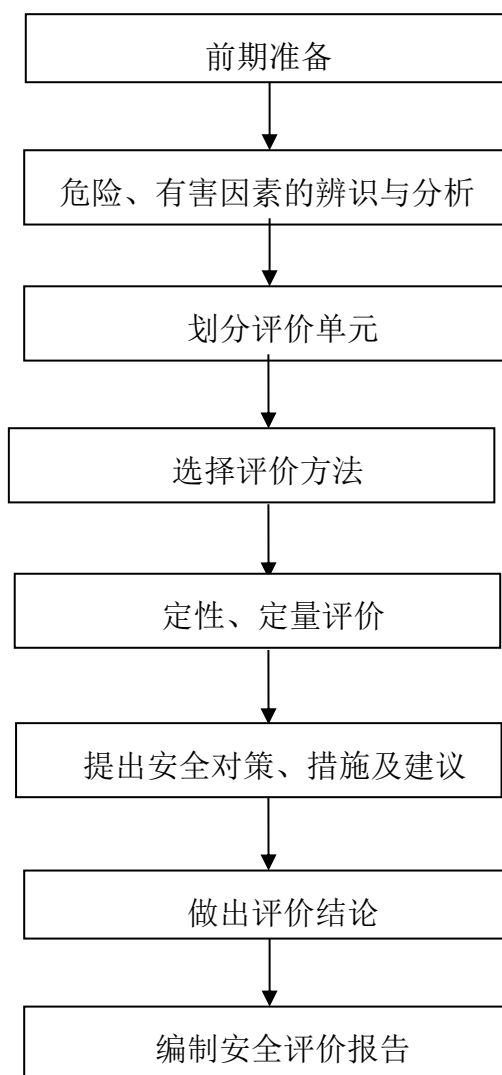 前期准备
危险、有害因素的辨识与分析
划分评价单元
选择评价方法
定性、定量评价
提出安全对策、措施及建议
做出评价结论
编制安全评价报告